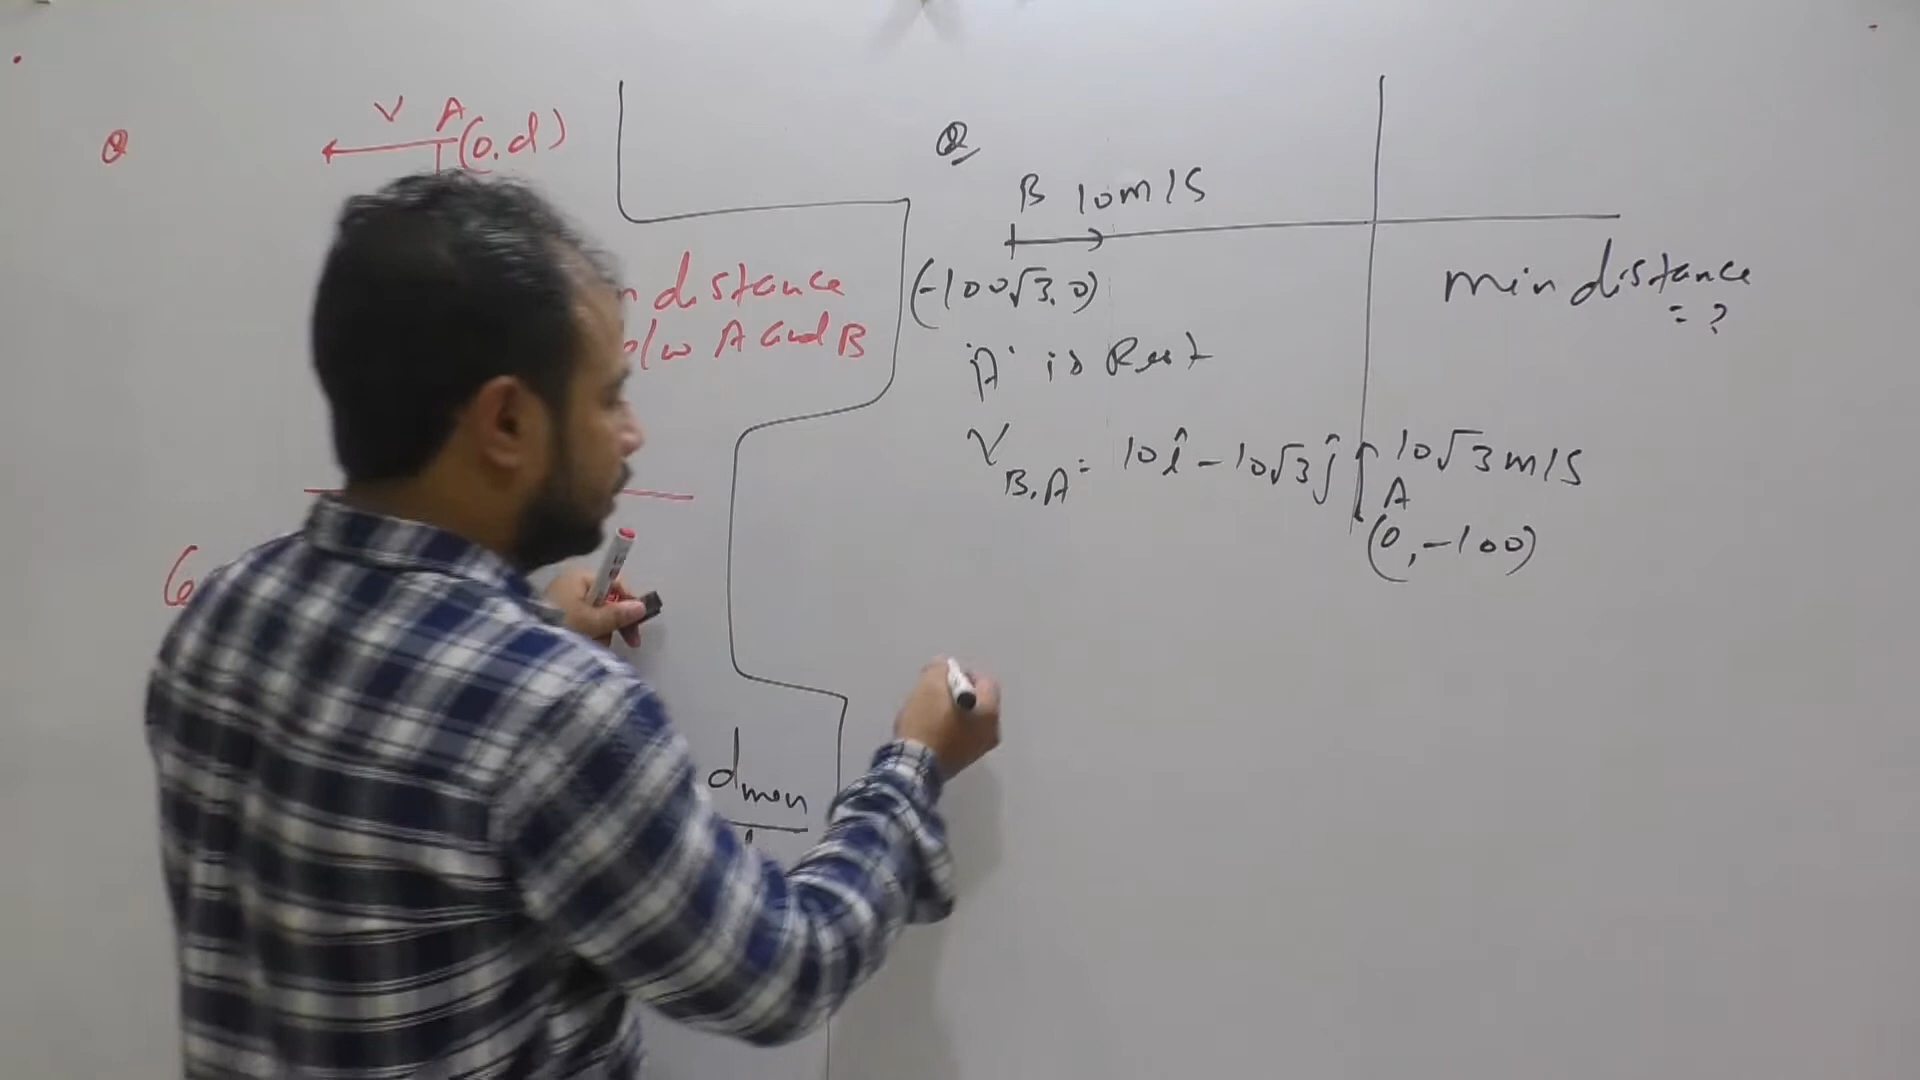 Q
V A (0,d)
distance
b/w A and B
dmin
Q
B 10m/s
(-100√3,0)
min distance
= ?
'A' is Rest
V B,A = 10î - 10√3ĵ
10√3 m/s
A
(0,-100)